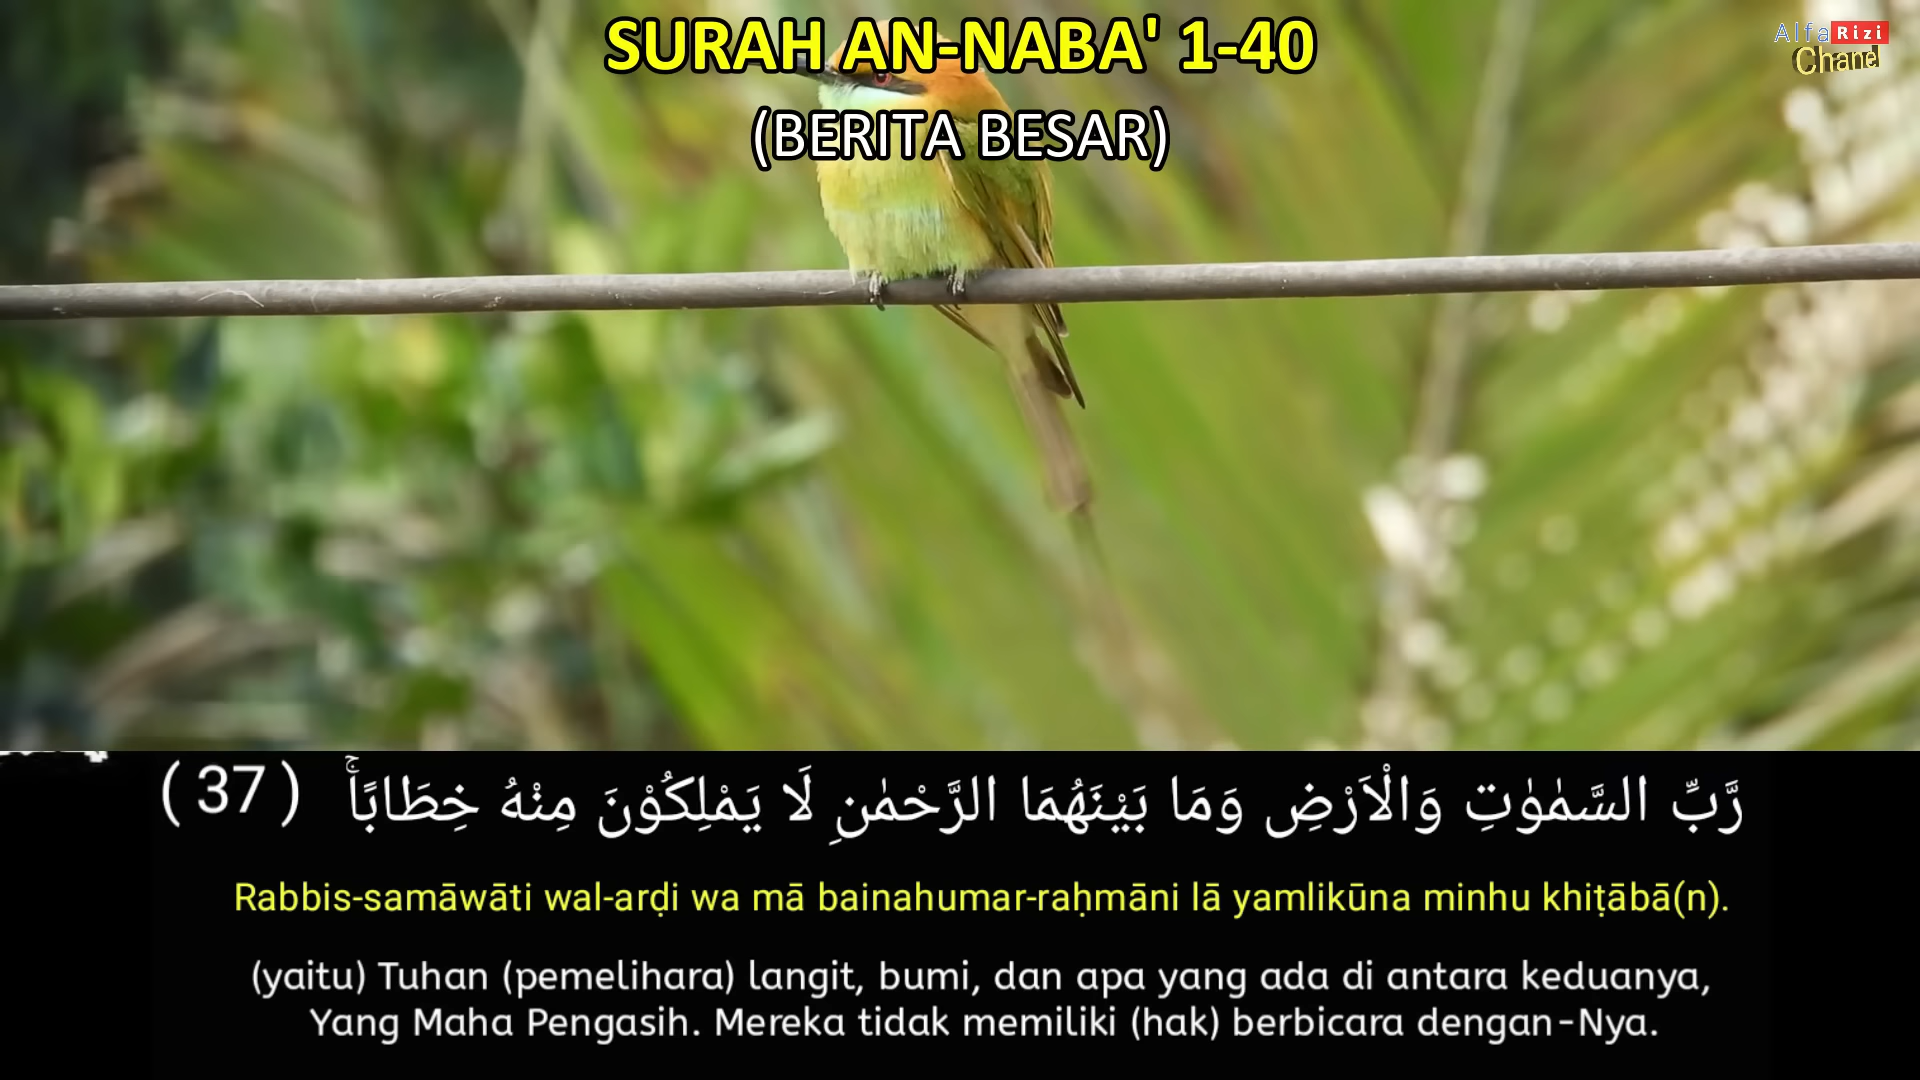 SURAH AN-NABA' 1-40
(BERITA BESAR)
Alfa Rizi
Chanel
رَّبِّ السَّمٰوٰتِ وَالْاَرْضِ وَمَا بَيْنَهُمَا الرَّحْمٰنِ لَا يَمْلِكُوْنَ مِنْهُ خِطَابًاۚ (37)
Rabbis-samāwāti wal-arḍi wa mā bainahumar-raḥmāni lā yamlikūna minhu khiṭābā(n).
(yaitu) Tuhan (pemelihara) langit, bumi, dan apa yang ada di antara keduanya,
Yang Maha Pengasih. Mereka tidak memiliki (hak) berbicara dengan-Nya.